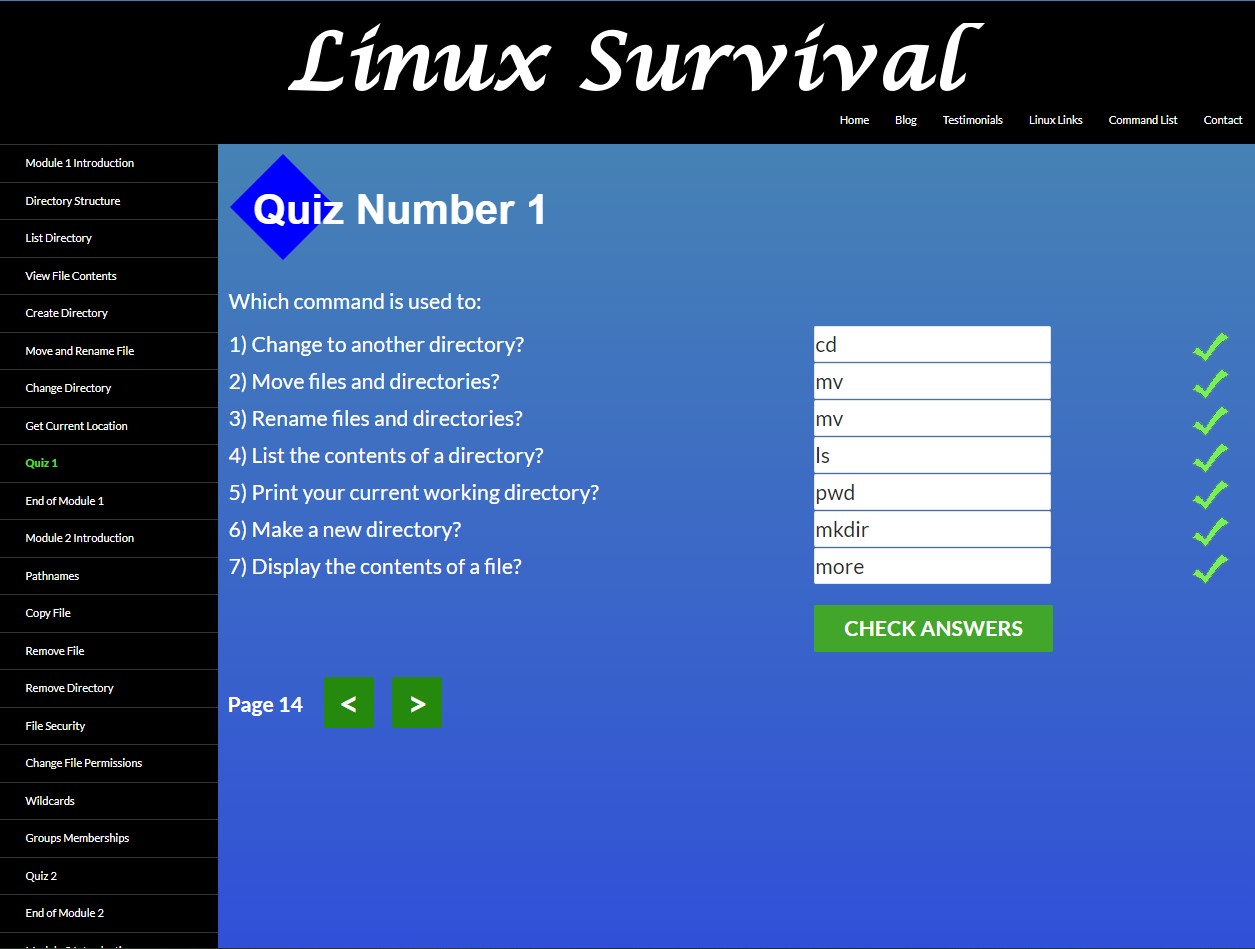 Linux Survival
Home Blog Testimonials Linux Links Command List Contact
Module 1 Introduction
Directory Structure
List Directory
View File Contents
Create Directory
Move and Rename File
Change Directory
Get Current Location
Quiz 1
End of Module 1
Module 2 Introduction
Pathnames
Copy File
Remove File
Remove Directory
File Security
Change File Permissions
Wildcards
Groups Memberships
Quiz 2
End of Module 2
Quiz Number 1
Which command is used to:
1) Change to another directory? cd
2) Move files and directories? mv
3) Rename files and directories? mv
4) List the contents of a directory? ls
5) Print your current working directory? pwd
6) Make a new directory? mkdir
7) Display the contents of a file? more
CHECK ANSWERS
Page 14 < >